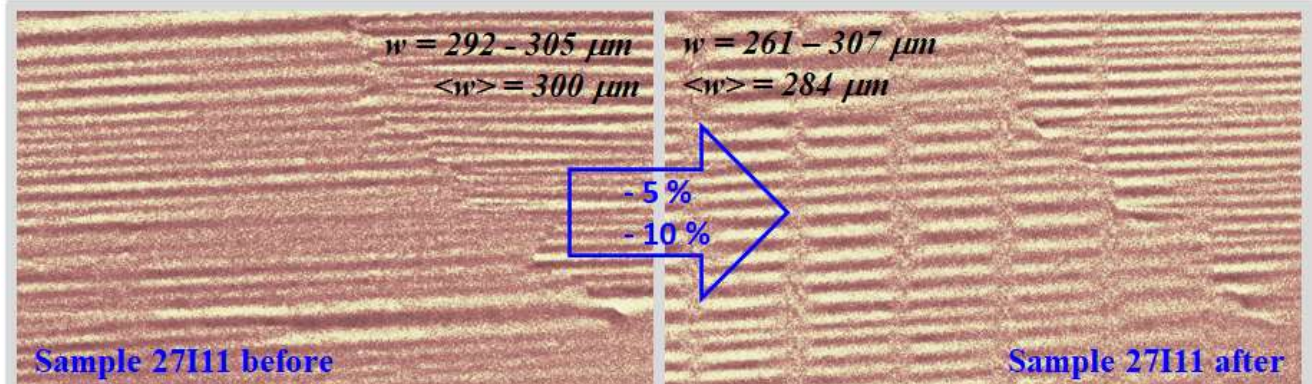 w = 292 - 305 μm
<w> = 300 μm
w = 261 – 307 μm
<w> = 284 μm
- 5 %
- 10 %
Sample 27I11 before
Sample 27I11 after